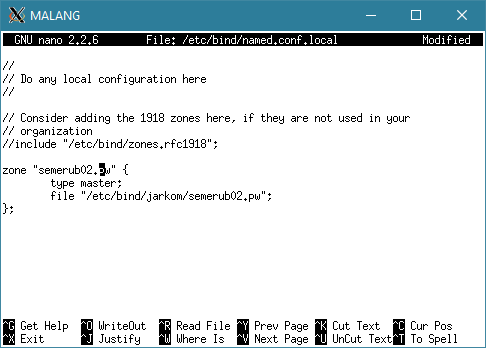 MALANG
GNU nano 2.2.6 File: /etc/bind/named.conf.local Modified
//
// Do any local configuration here
//
// Consider adding the 1918 zones here, if they are not used in your
// organization
//include "/etc/bind/zones.rfc1918";
zone "semerub02.pw" {
type master;
file "/etc/bind/jarkom/semerub02.pw";
};
^G Get Help ^O WriteOut ^R Read File ^Y Prev Page ^K Cut Text ^C Cur Pos
^X Exit ^J Justify ^W Where Is ^V Next Page ^U UnCut Text^T To Spell